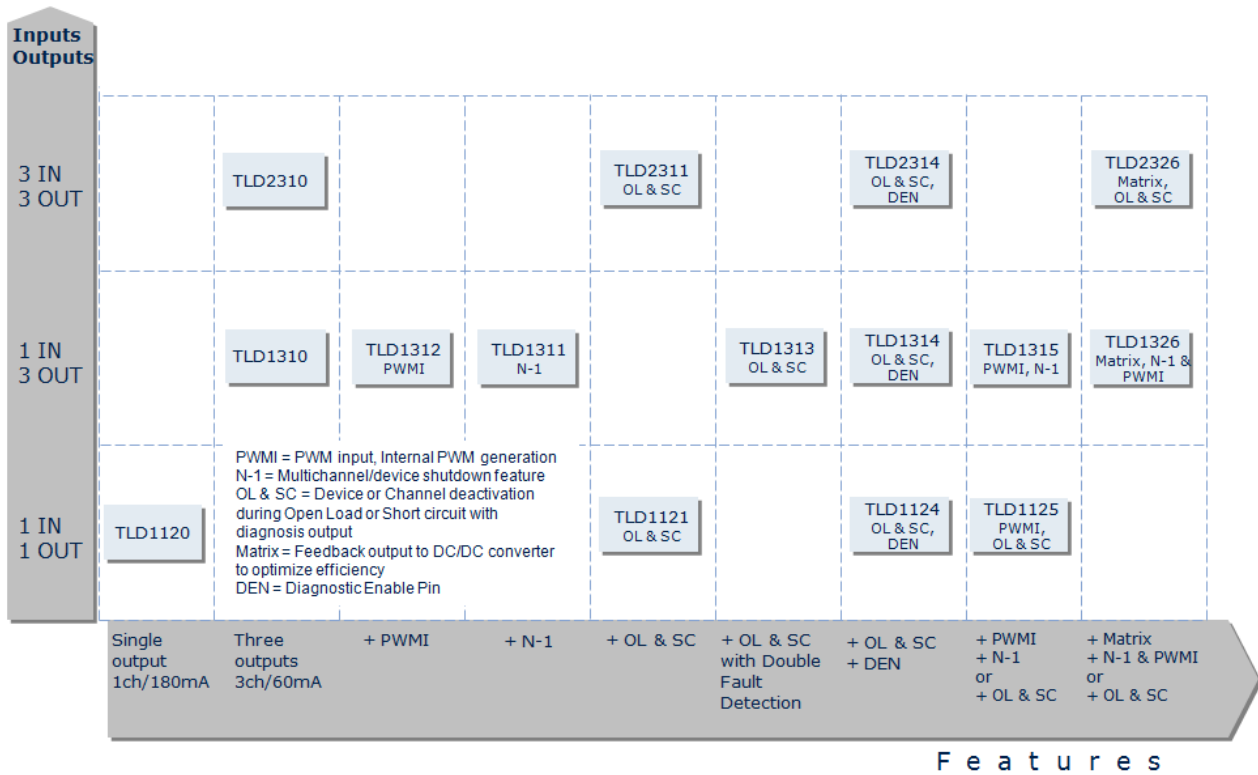 Inputs
Outputs
3 IN
3 OUT
TLD2310
TLD2311
OL & SC
TLD2314
OL & SC,
DEN
TLD2326
Matrix,
OL & SC
1 IN
3 OUT
TLD1310
TLD1312
PWMI
TLD1311
N-1
TLD1313
OL & SC
TLD1314
OL & SC,
DEN
TLD1315
PWMI, N-1
TLD1326
Matrix, N-1 &
PWMI
1 IN
1 OUT
TLD1120
PWMI = PWM input, Internal PWM generation
N-1 = Multichannel/device shutdown feature
OL & SC = Device or Channel deactivation
during Open Load or Short circuit with
diagnosis output
Matrix = Feedback output to DC/DC converter
to optimize efficiency
DEN = Diagnostic Enable Pin
TLD1121
OL & SC
TLD1124
OL & SC,
DEN
TLD1125
PWMI,
OL & SC
Single
output
1ch/180mA
Three
outputs
3ch/60mA
+ PWMI
+ N-1
+ OL & SC
+ OL & SC
with Double
Fault
Detection
+ OL & SC
+ DEN
+ PWMI
+ N-1
or
+ OL & SC
+ Matrix
+ N-1 & PWMI
or
+ OL & SC
Features